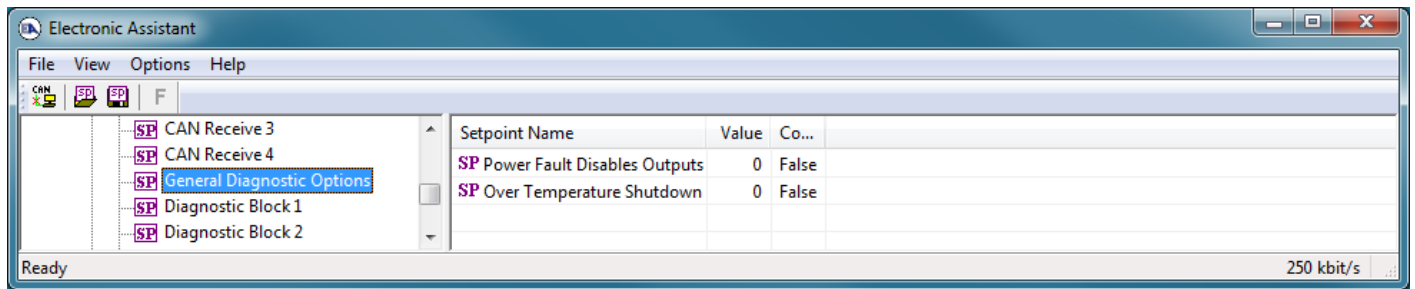 EA Electronic Assistant
File View Options Help
CAN SP SP F
SP CAN Receive 3
SP CAN Receive 4
SP General Diagnostic Options
SP Diagnostic Block 1
SP Diagnostic Block 2
Setpoint Name Value Co...
SP Power Fault Disables Outputs 0 False
SP Over Temperature Shutdown 0 False
Ready 250 kbit/s